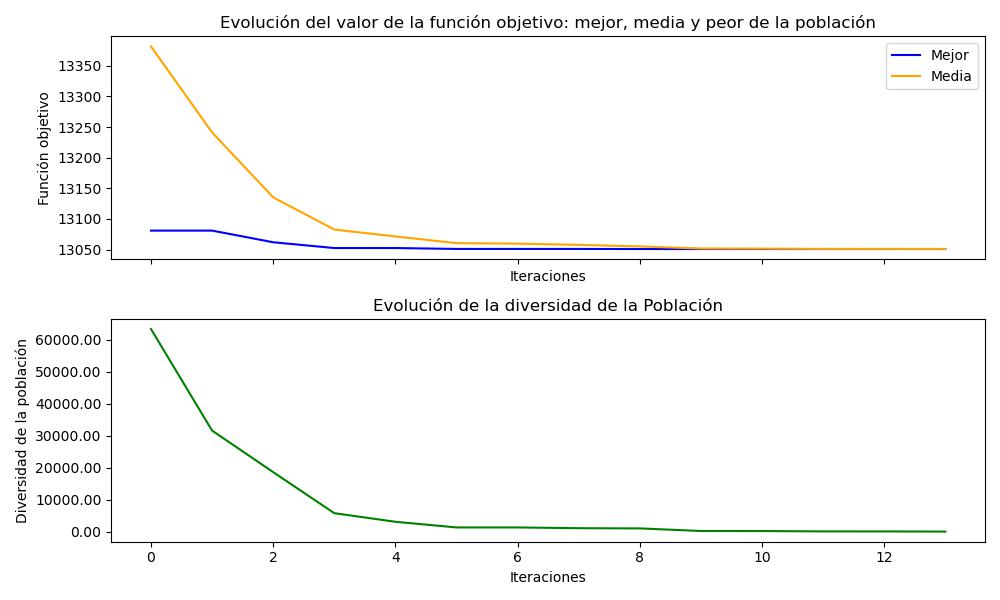 Evolución del valor de la función objetivo: mejor, media y peor de la población
Mejor
Media
13350
13300
13250
13200
13150
13100
13050
Función objetivo
Iteraciones
Evolución de la diversidad de la Población
60000.00
50000.00
40000.00
30000.00
20000.00
10000.00
0.00
Diversidad de la población
0 2 4 6 8 10 12
Iteraciones